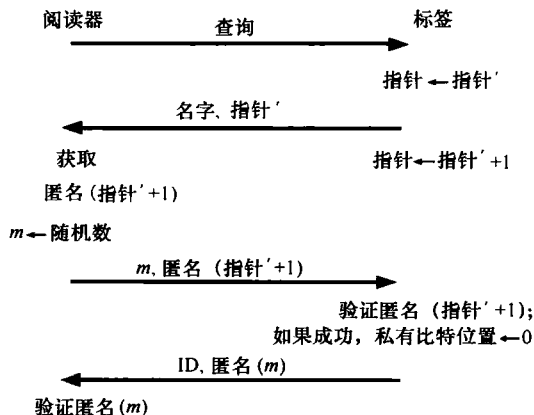 阅读器
标签
查询
指针←指针′
名字、指针′
获取
指针←指针′+1
匿名(指针′+1)
m←随机数
m, 匿名（指针′+1）
验证匿名（指针′+1）;
如果成功，私有比特位置←0
ID, 匿名(m)
验证匿名(m)